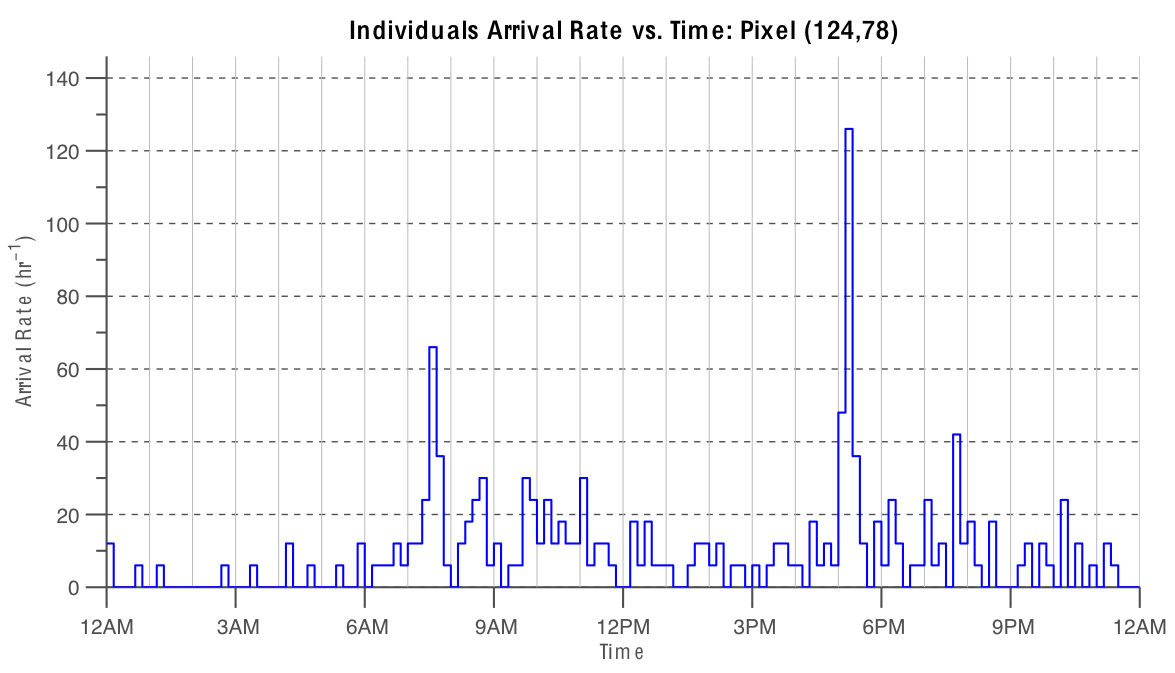 Individuals Arrival Rate vs. Time: Pixel (124,78)
140
120
100
80
60
40
20
0
Arrival Rate (hr⁻¹)
12AM 3AM 6AM 9AM 12PM 3PM 6PM 9PM 12AM
Time